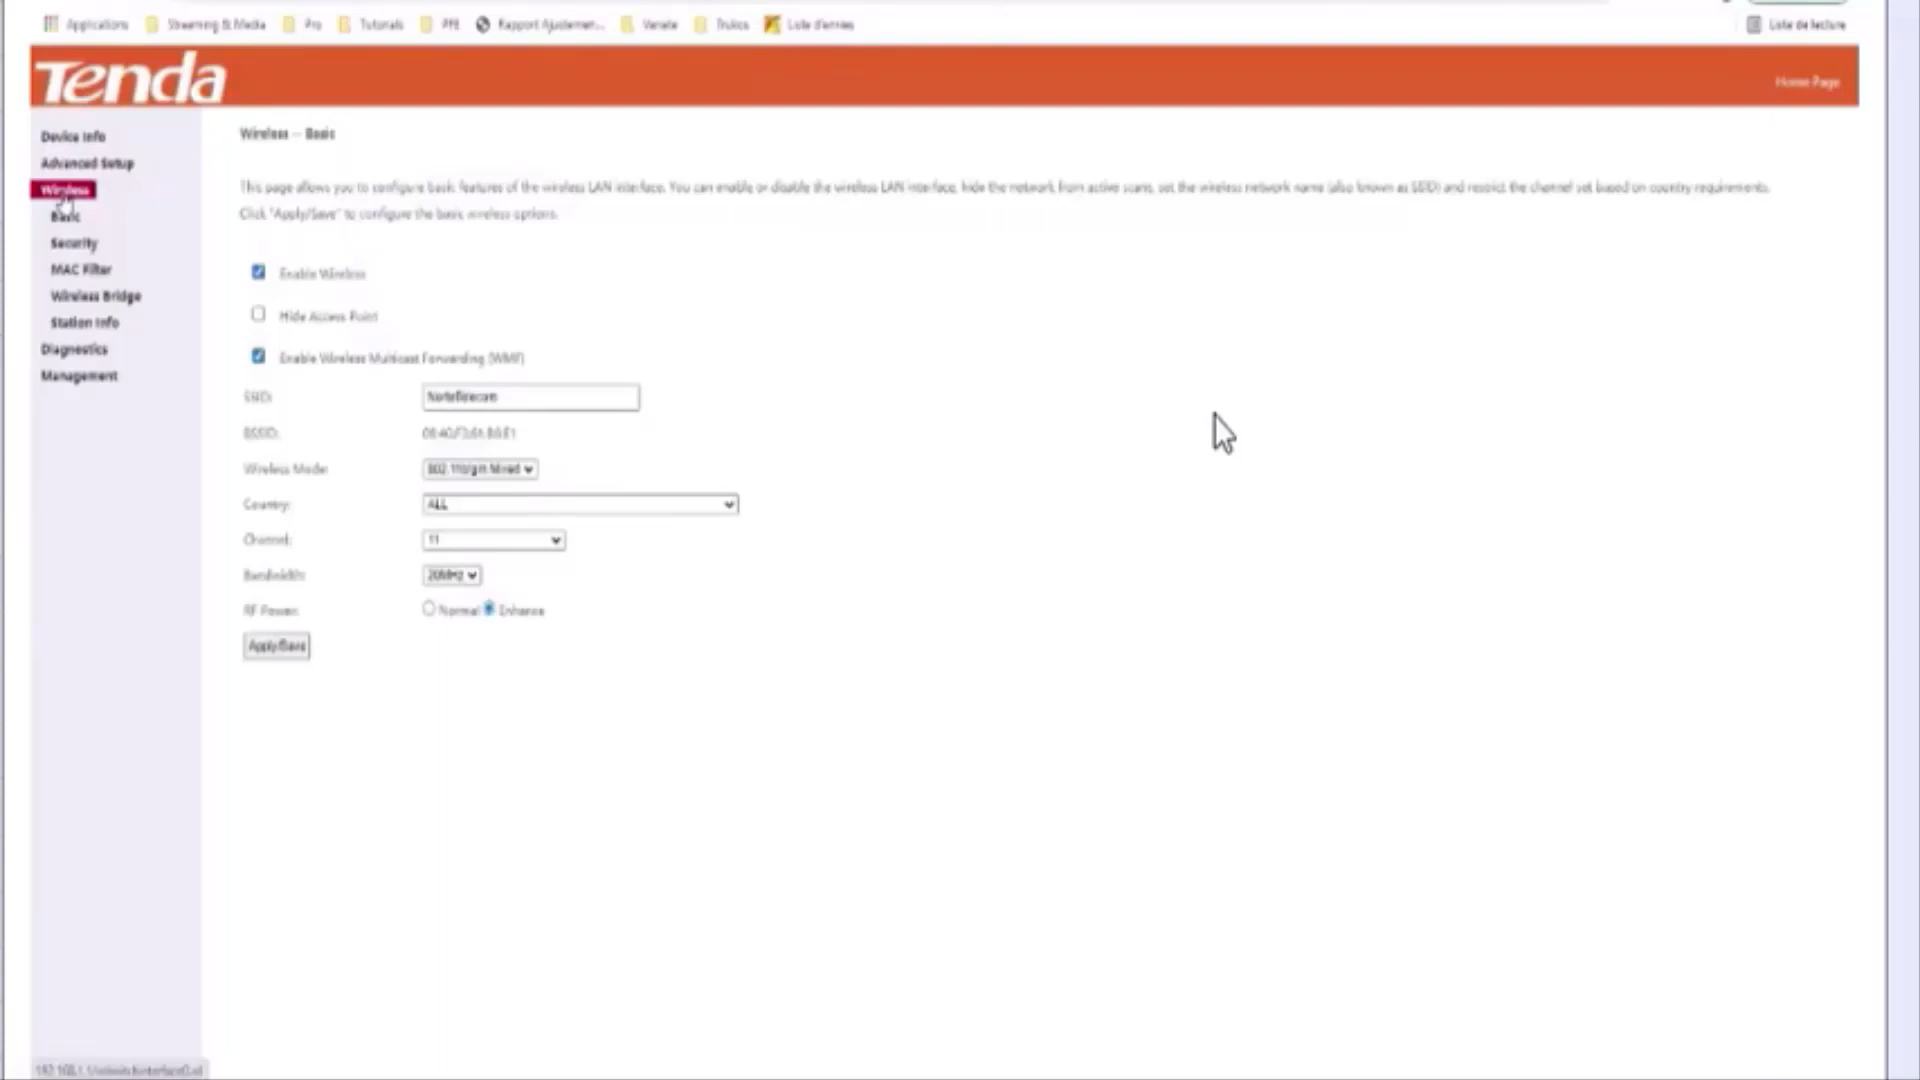 Applications Streaming & Media Pro Tutorials PFE Rapport Ajustemen... Variete Trukos Liste d'envies Liste de lecture
Tenda Home Page
Device Info
Advanced Setup
Wireless
Basic
Security
MAC Filter
Wireless Bridge
Station Info
Diagnostics
Management
Wireless -- Basic
This page allows you to configure basic features of the wireless LAN interface. You can enable or disable the wireless LAN interface, hide the network from active scans, set the wireless network name (also known as SSID) and restrict the channel set based on country requirements.
Click "Apply/Save" to configure the basic wireless options.
Enable Wireless
Hide Access Point
Enable Wireless Multicast Forwarding (WMF)
SSID:
BSSID:
Wireless Mode: 802.11b/g/n Mixed
Country: ALL
Channel: 11
Bandwidth: 20MHz
RF Power: Normal Enhance
Apply/Save